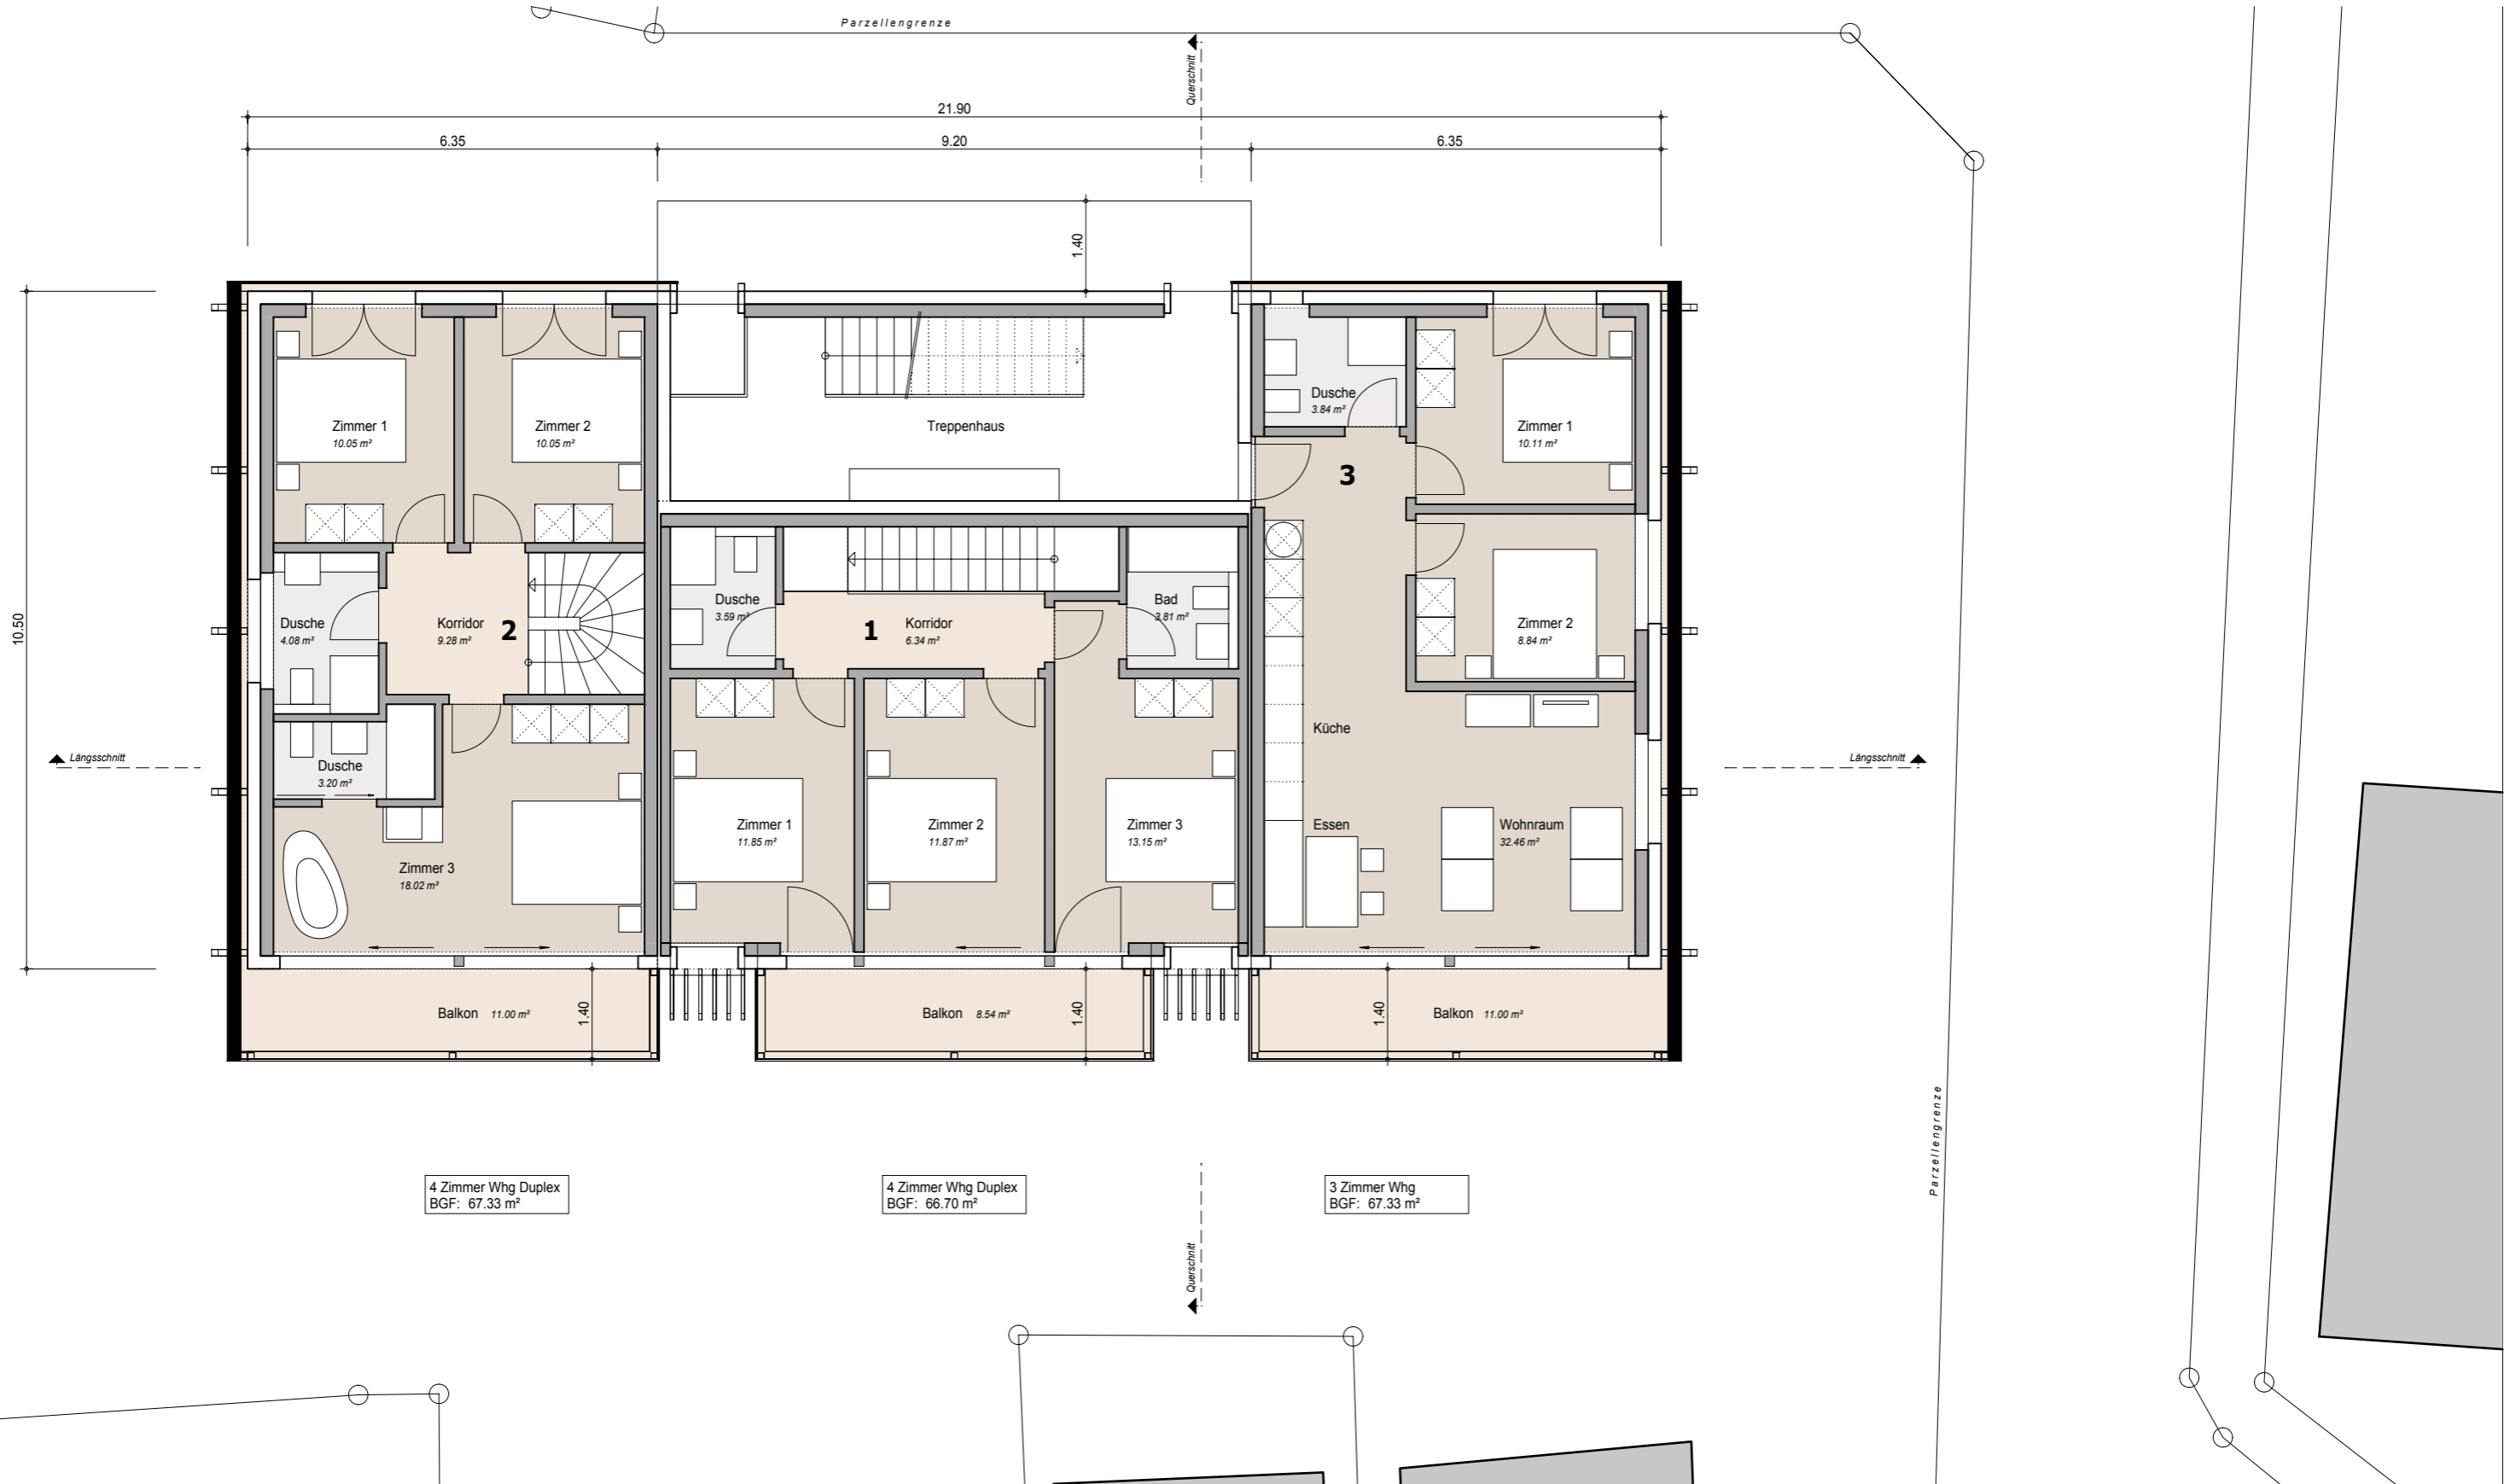 Parzellengrenze
Querschnitt
21.90
6.35
9.20
6.35
1.40
10.50
Zimmer 1
10.05 m²
Zimmer 2
10.05 m²
Treppenhaus
Dusche
3.84 m²
Zimmer 1
10.11 m²
3
Dusche
4.08 m²
Korridor
9.28 m²
2
Dusche
3.59 m²
1
Korridor
6.34 m²
Bad
3.81 m²
Zimmer 2
8.84 m²
Küche
Längsschnitt
Dusche
3.20 m²
Längsschnitt
Zimmer 3
18.02 m²
Zimmer 1
11.85 m²
Zimmer 2
11.87 m²
Zimmer 3
13.15 m²
Essen
Wohnraum
32.46 m²
Balkon 11.00 m²
1.40
Balkon 8.54 m²
1.40
1.40
Balkon 11.00 m²
Parzellengrenze
4 Zimmer Whg Duplex
BGF: 67.33 m²
4 Zimmer Whg Duplex
BGF: 66.70 m²
3 Zimmer Whg
BGF: 67.33 m²
Querschnitt